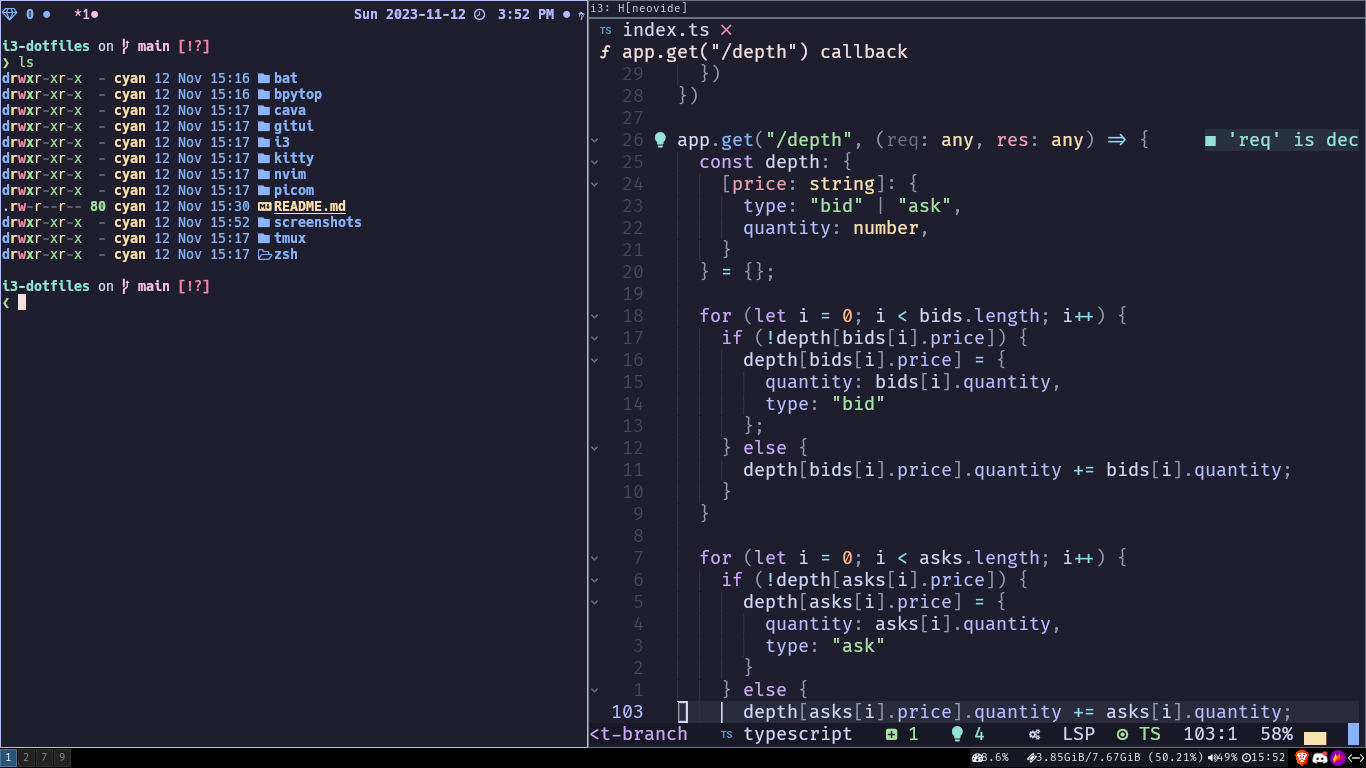 0 *1 Sun 2023-11-12 3:52 PM
i3-dotfiles on main [!?]
❯ ls
drwxr-xr-x - cyan 12 Nov 15:16 bat
drwxr-xr-x - cyan 12 Nov 15:16 bpytop
drwxr-xr-x - cyan 12 Nov 15:17 cava
drwxr-xr-x - cyan 12 Nov 15:17 gitui
drwxr-xr-x - cyan 12 Nov 15:17 i3
drwxr-xr-x - cyan 12 Nov 15:17 kitty
drwxr-xr-x - cyan 12 Nov 15:17 nvim
drwxr-xr-x - cyan 12 Nov 15:17 picom
.rw-r--r-- 80 cyan 12 Nov 15:30 README.md
drwxr-xr-x - cyan 12 Nov 15:52 screenshots
drwxr-xr-x - cyan 12 Nov 15:17 tmux
drwxr-xr-x - cyan 12 Nov 15:17 zsh
i3-dotfiles on main [!?]
❮
i3: H[neovide]
TS index.ts ✕
ƒ app.get("/depth") callback
29 })
28 })
27
26 app.get("/depth", (req: any, res: any) => { ■ 'req' is dec
25 const depth: {
24 [price: string]: {
23 type: "bid" | "ask",
22 quantity: number,
21 }
20 } = {};
19
18 for (let i = 0; i < bids.length; i++) {
17 if (!depth[bids[i].price]) {
16 depth[bids[i].price] = {
15 quantity: bids[i].quantity,
14 type: "bid"
13 };
12 } else {
11 depth[bids[i].price].quantity += bids[i].quantity;
10 }
9 }
8
7 for (let i = 0; i < asks.length; i++) {
6 if (!depth[asks[i].price]) {
5 depth[asks[i].price] = {
4 quantity: asks[i].quantity,
3 type: "ask"
2 }
1 } else {
103 depth[asks[i].price].quantity += asks[i].quantity;
<t-branch TS typescript 1 4 LSP TS 103:1 58%
1 2 7 9 8.6% 3.85GiB/7.67GiB (50.21%) 49% 15:52